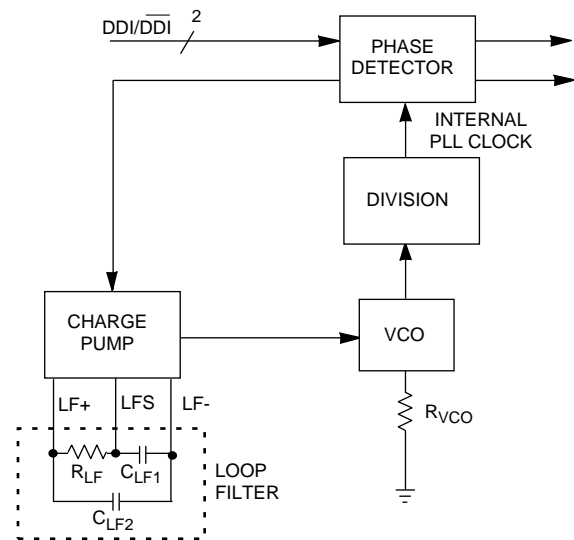 DDI/D̅D̅I̅ 2
PHASE
DETECTOR
INTERNAL
PLL CLOCK
DIVISION
CHARGE
PUMP
VCO
LF+ LFS LF-
RVCO
RLF CLF1
LOOP
FILTER
CLF2